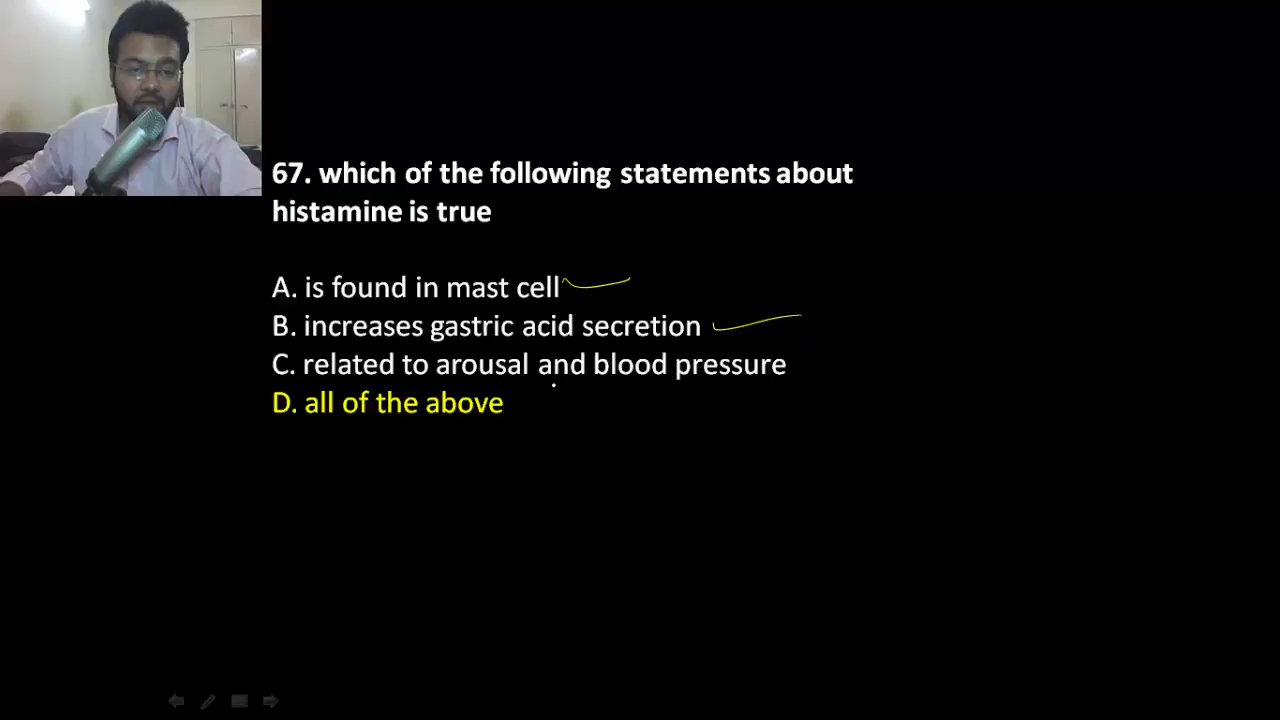 67. which of the following statements about
histamine is true
A. is found in mast cell
B. increases gastric acid secretion
C. related to arousal and blood pressure
D. all of the above